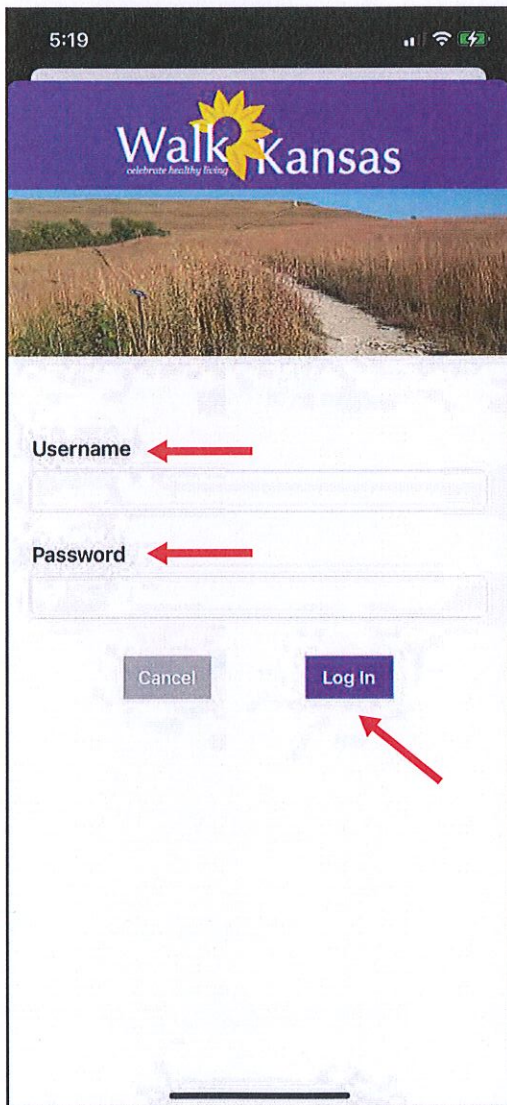 5:19
Walk Kansas
celebrate healthy living
Username
Password
Cancel
Log In